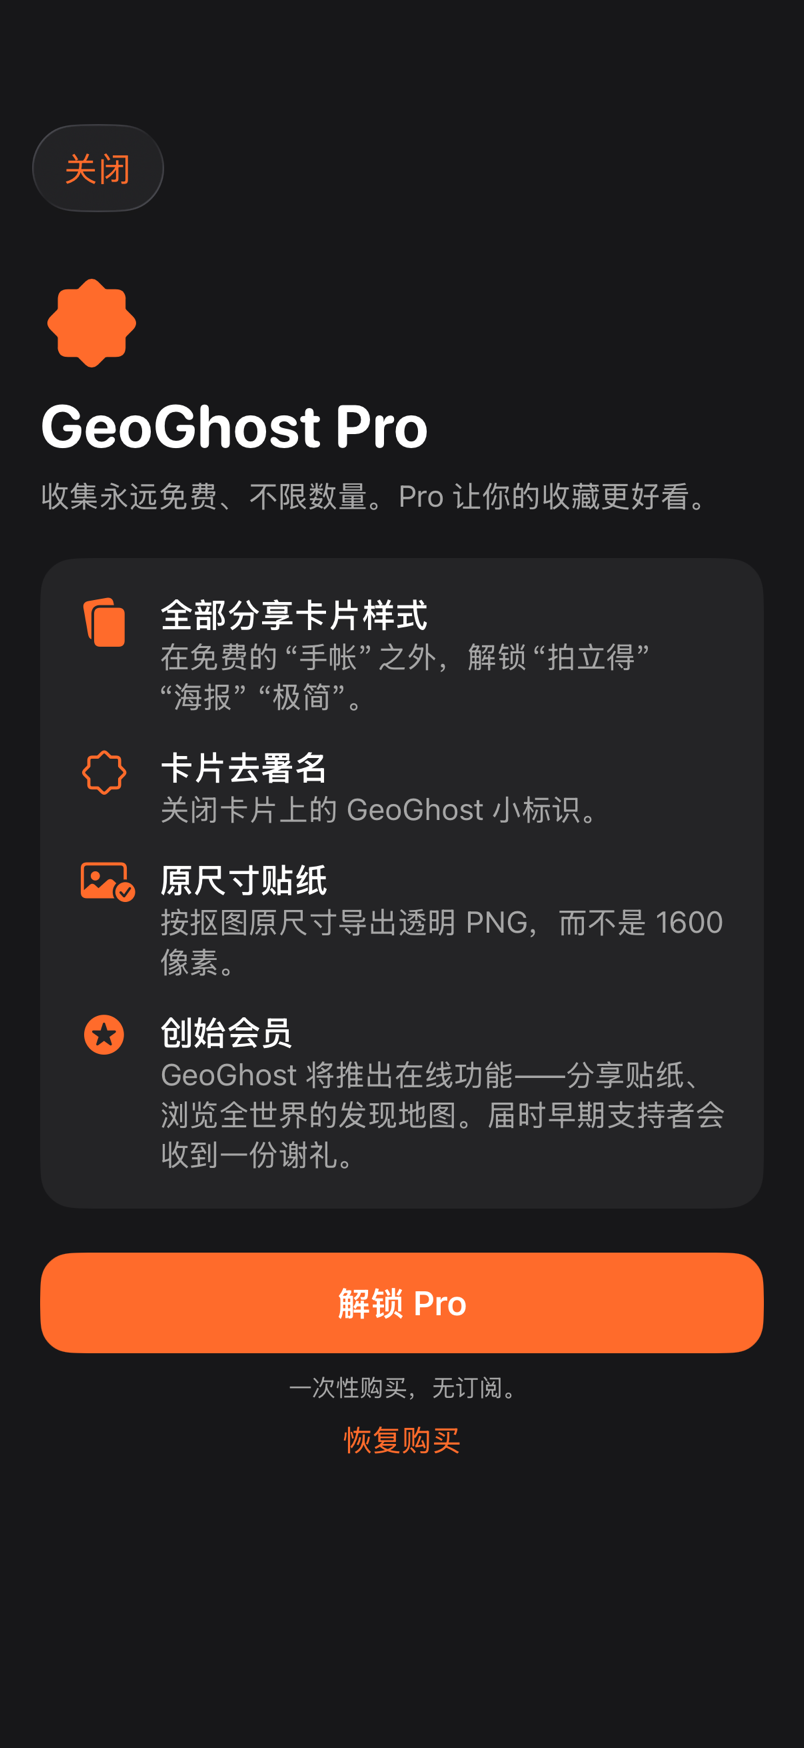 关闭
GeoGhost Pro
收集永远免费、不限数量。Pro 让你的收藏更好看。
全部分享卡片样式
在免费的“手帐”之外，解锁“拍立得”
“海报”“极简”。
卡片去署名
关闭卡片上的 GeoGhost 小标识。
原尺寸贴纸
按抠图原尺寸导出透明 PNG，而不是 1600
像素。
创始会员
GeoGhost 将推出在线功能——分享贴纸、
浏览全世界的发现地图。届时早期支持者会
收到一份谢礼。
解锁 Pro
一次性购买，无订阅。
恢复购买